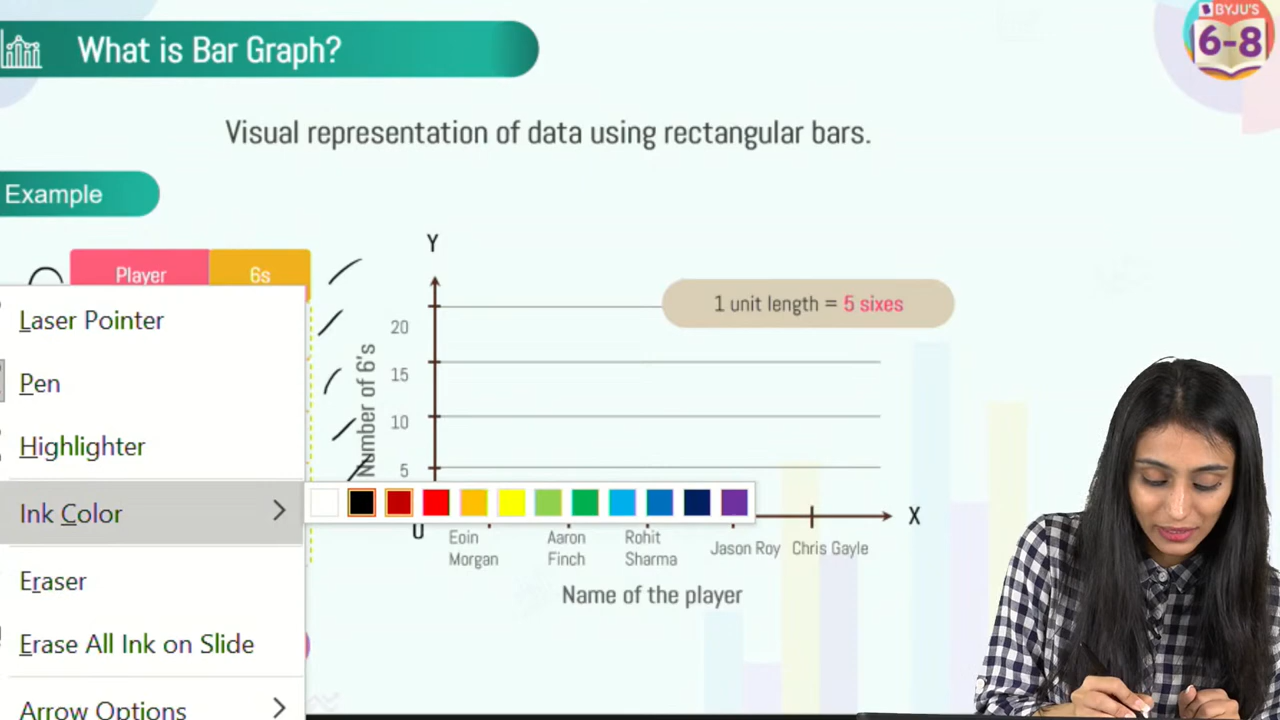 What is Bar Graph?
BYJU'S
6-8
Visual representation of data using rectangular bars.
Example
Player 6s
Laser Pointer
Pen
Highlighter
Ink Color
Eraser
Erase All Ink on Slide
Arrow Options
Y
1 unit length = 5 sixes
Number of 6's
20
15
10
5
X
Eoin Morgan
Aaron Finch
Rohit Sharma
Jason Roy
Chris Gayle
Name of the player